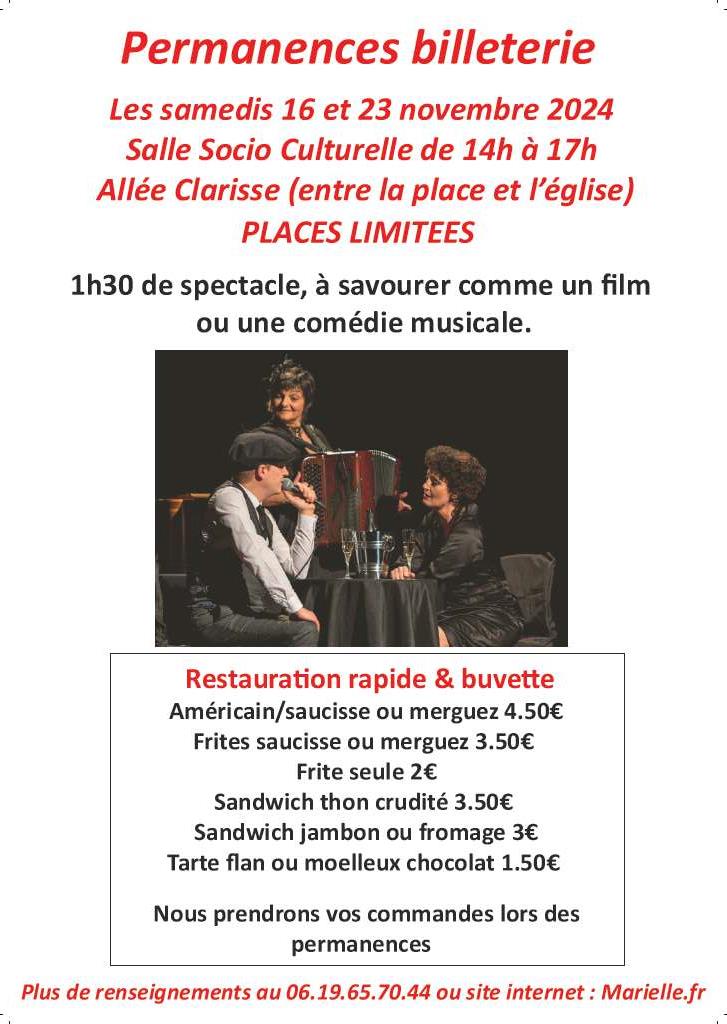 Permanences billeterie
Les samedis 16 et 23 novembre 2024
Salle Socio Culturelle de 14h à 17h
Allée Clarisse (entre la place et l’église)
PLACES LIMITEES
1h30 de spectacle, à savourer comme un film
ou une comédie musicale.
Restauration rapide & buvette
Américain/saucisse ou merguez 4.50€
Frites saucisse ou merguez 3.50€
Frite seule 2€
Sandwich thon crudité 3.50€
Sandwich jambon ou fromage 3€
Tarte flan ou moelleux chocolat 1.50€
Nous prendrons vos commandes lors des
permanences
Plus de renseignements au 06.19.65.70.44 ou site internet : Marielle.fr